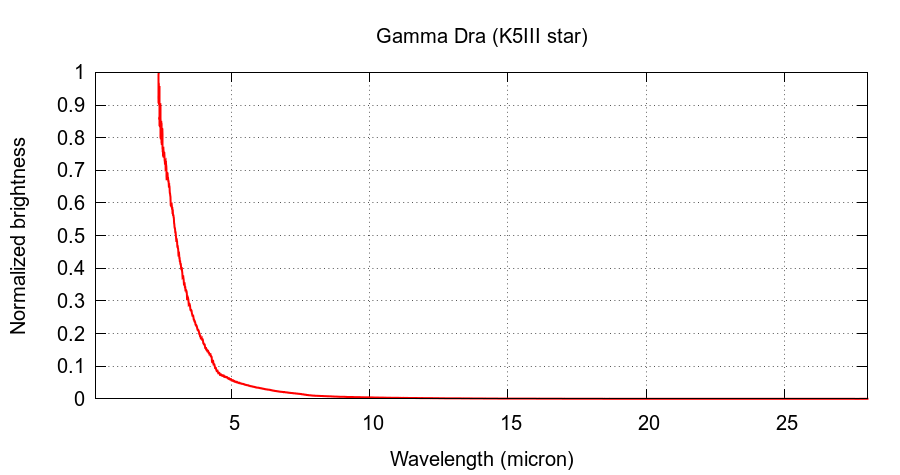 Gamma Dra (K5III star)
1
0.9
0.8
0.7
0.6
0.5
0.4
0.3
0.2
0.1
0
Normalized brightness
5 10 15 20 25
Wavelength (micron)